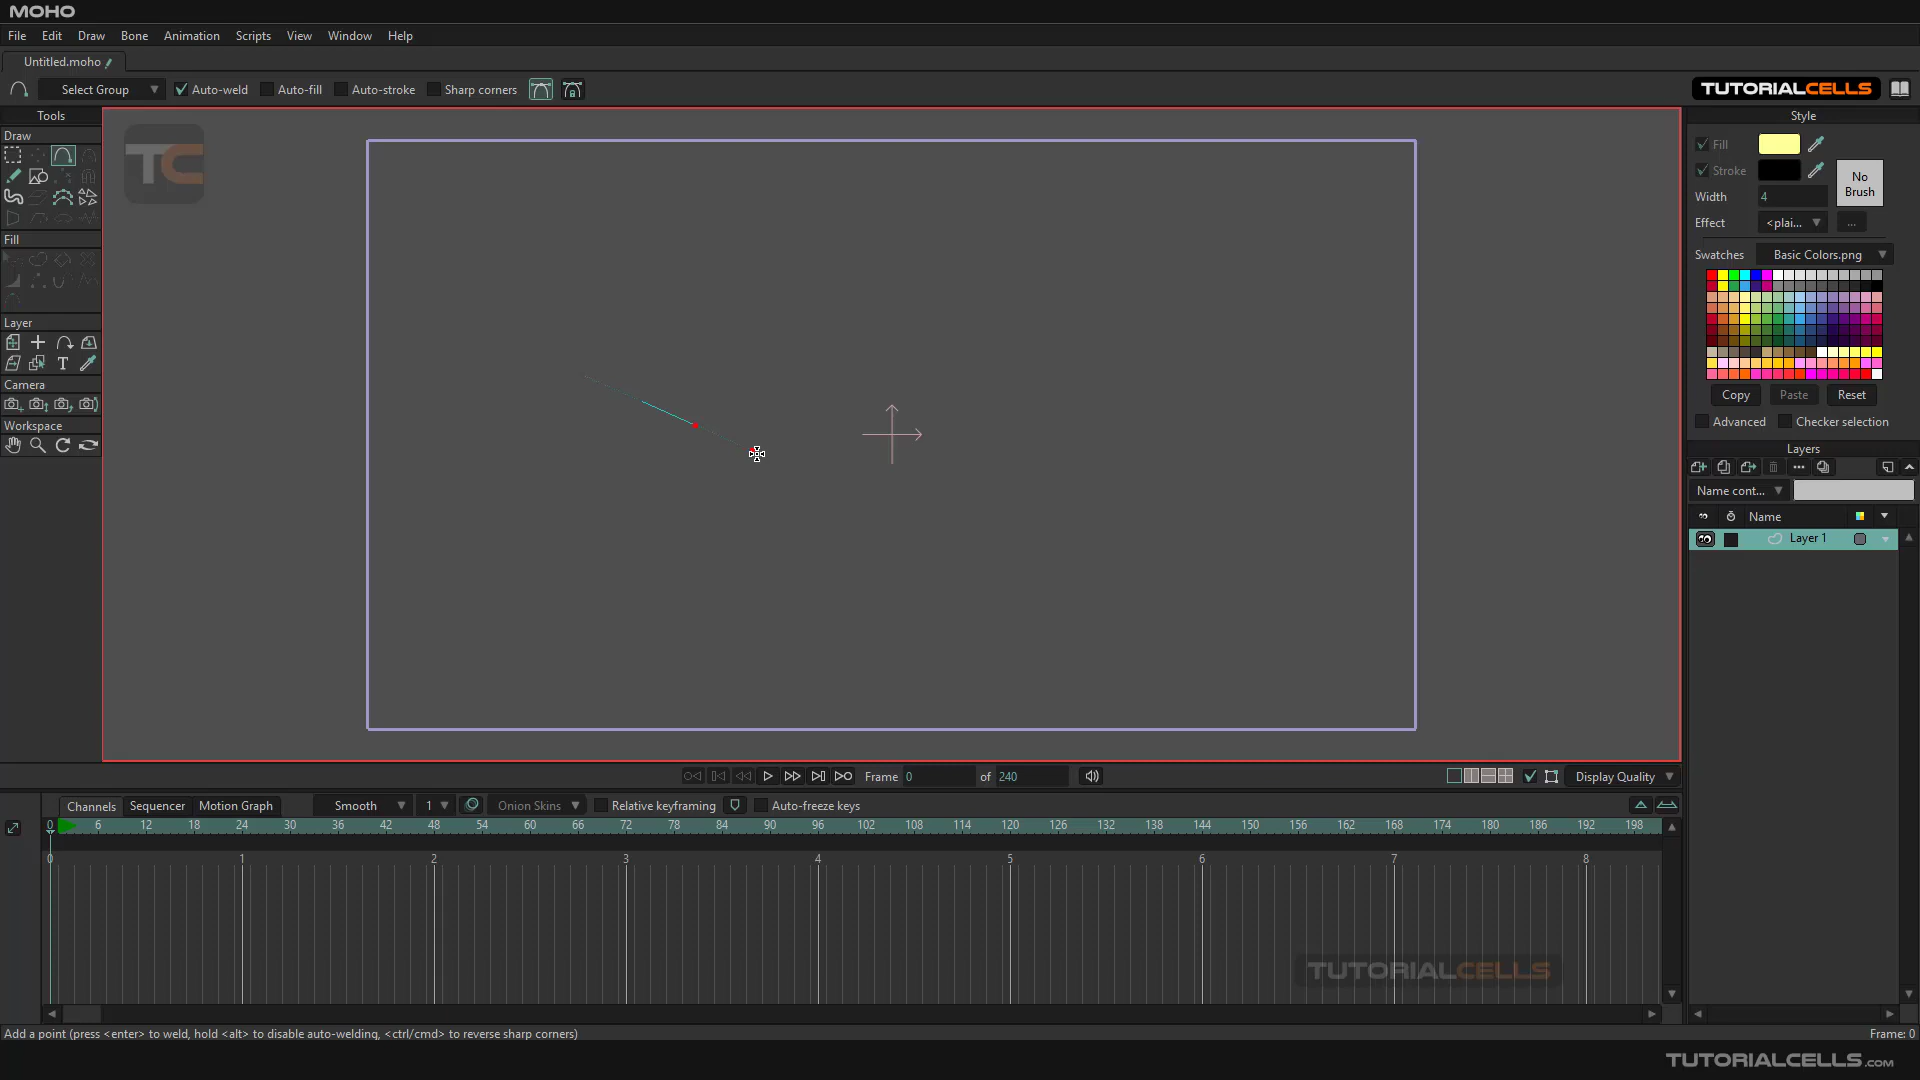 MOHO
File Edit Draw Bone Animation Scripts View Window Help
Untitled.moho
Select Group Auto-weld Auto-fill Auto-stroke Sharp corners
TUTORIALCELLS
Tools
Draw
Fill
Layer
T
Camera
Workspace
TC
Style
Fill
Stroke
No Brush
Width 4
Effect <plai... ...
Swatches Basic Colors.png
Copy Paste Reset
Advanced Checker selection
Layers
Name cont...
Name
Layer 1
Frame 0 of 240
Display Quality
Channels Sequencer Motion Graph Smooth 1 Onion Skins Relative keyframing Auto-freeze keys
0 6 12 18 24 30 36 42 48 54 60 66 72 78 84 90 96 102 108 114 120 126 132 138 144 150 156 162 168 174 180 186 192 198
0 1 2 3 4 5 6 7 8
TUTORIALCELLS
Add a point (press <enter> to weld, hold <alt> to disable auto-welding, <ctrl/cmd> to reverse sharp corners)
Frame: 0
TUTORIALCELLS.com